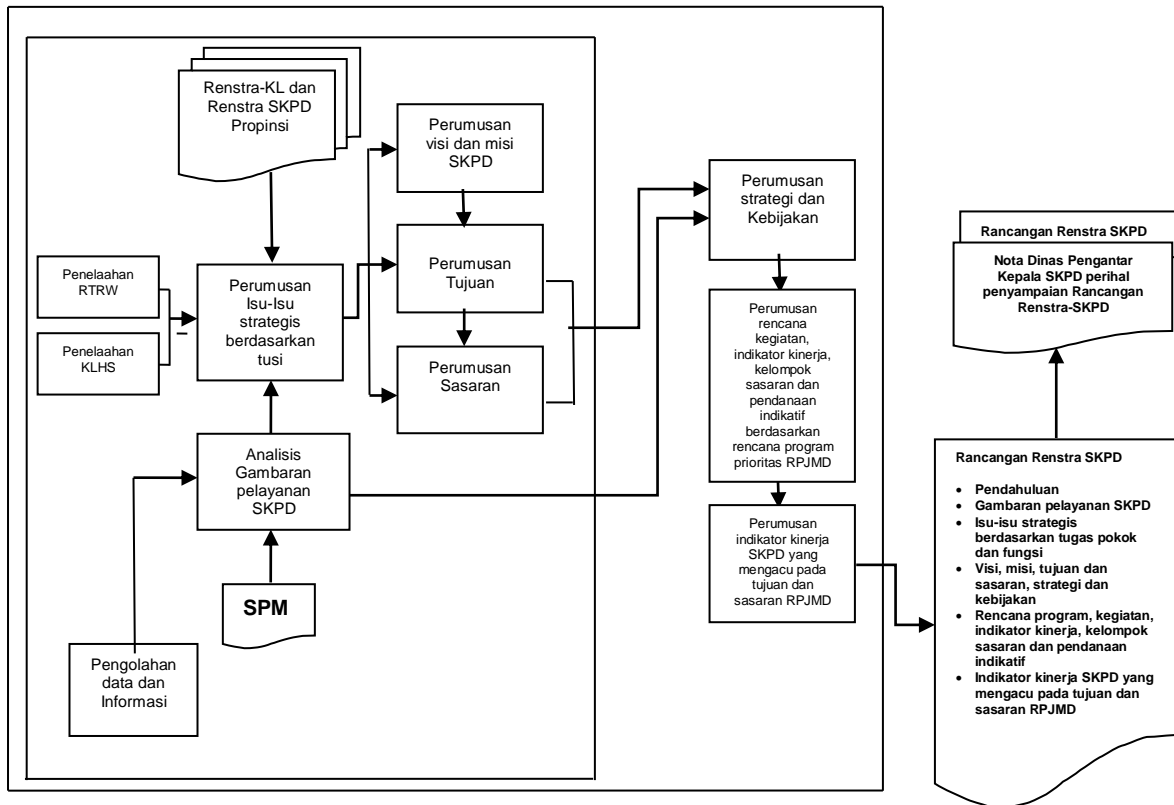 Renstra-KL dan
Renstra SKPD
Propinsi
Perumusan
visi dan misi
SKPD
Perumusan
strategi dan
Kebijakan
Penelaahan
RTRW
Penelaahan
KLHS
Perumusan
Isu-Isu
strategis
berdasarkan
tusi
Perumusan
Tujuan
Perumusan
Sasaran
Analisis
Gambaran
pelayanan
SKPD
SPM
Pengolahan
data dan
Informasi
Perumusan
rencana
kegiatan,
indikator kinerja,
kelompok
sasaran dan
pendanaan
indikatif
berdasarkan
rencana program
prioritas RPJMD
Perumusan
indikator kinerja
SKPD yang
mengacu pada
tujuan dan
sasaran RPJMD
Rancangan Renstra SKPD
Nota Dinas Pengantar
Kepala SKPD perihal
penyampaian Rancangan
Renstra-SKPD
Rancangan Renstra SKPD
• Pendahuluan
• Gambaran pelayanan SKPD
• Isu-isu strategis
berdasarkan tugas pokok
dan fungsi
• Visi, misi, tujuan dan
sasaran, strategi dan
kebijakan
• Rencana program, kegiatan,
indikator kinerja, kelompok
sasaran dan pendanaan
indikatif
• Indikator kinerja SKPD yang
mengacu pada tujuan dan
sasaran RPJMD